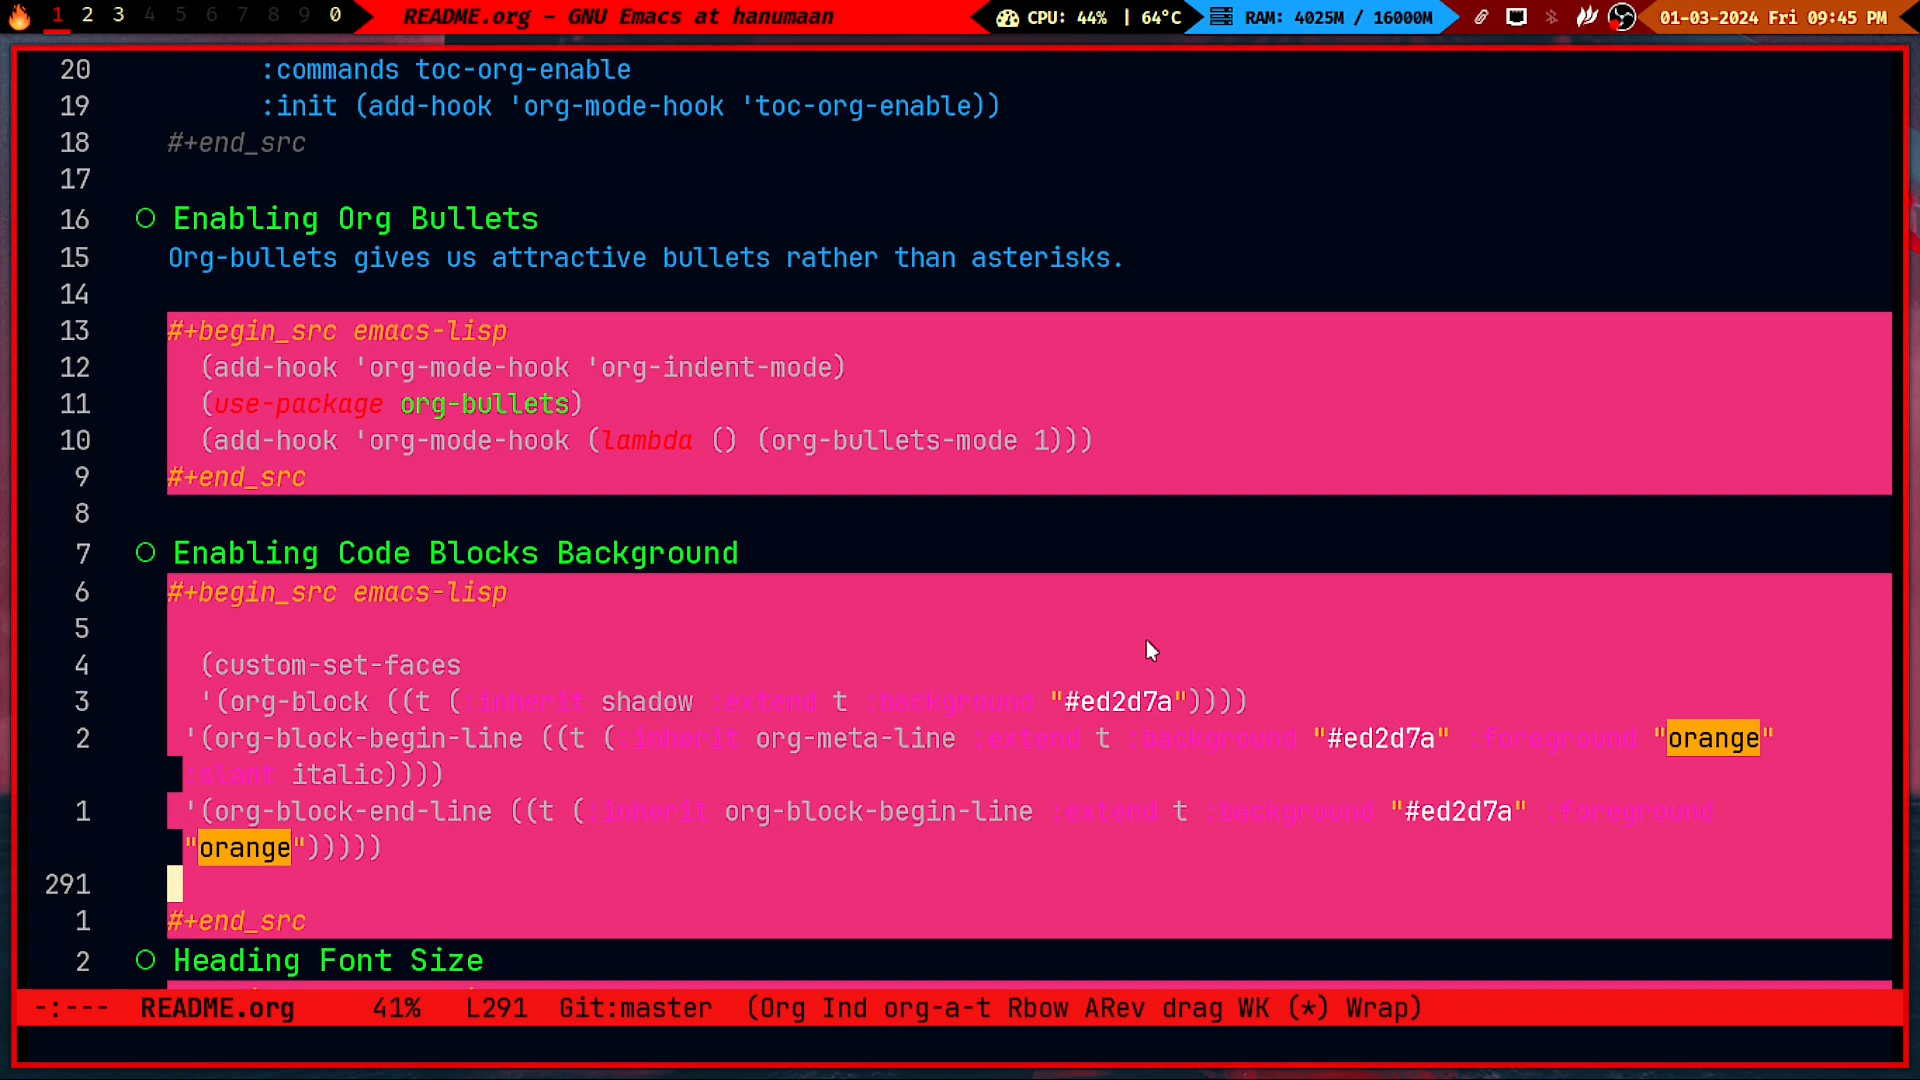 1 2 3 4 5 6 7 8 9 0 README.org - GNU Emacs at hanumaan CPU: 44% | 64°C RAM: 4025M / 16000M 01-03-2024 Fri 09:45 PM
20 :commands toc-org-enable
19 :init (add-hook 'org-mode-hook 'toc-org-enable))
18 #+end_src
17
16 ○ Enabling Org Bullets
15 Org-bullets gives us attractive bullets rather than asterisks.
14
13 #+begin_src emacs-lisp
12 (add-hook 'org-mode-hook 'org-indent-mode)
11 (use-package org-bullets)
10 (add-hook 'org-mode-hook (lambda () (org-bullets-mode 1)))
9 #+end_src
8
7 ○ Enabling Code Blocks Background
6 #+begin_src emacs-lisp
5
4 (custom-set-faces
3 '(org-block ((t (:inherit shadow :extend t :background "#ed2d7a"))))
2 '(org-block-begin-line ((t (:inherit org-meta-line :extend t :background "#ed2d7a" :foreground "orange"
:slant italic))))
1 '(org-block-end-line ((t (:inherit org-block-begin-line :extend t :background "#ed2d7a" :foreground
"orange")))))
291
1 #+end_src
2 ○ Heading Font Size
-:--- README.org 41% L291 Git:master (Org Ind org-a-t Rbow ARev drag WK (*) Wrap)